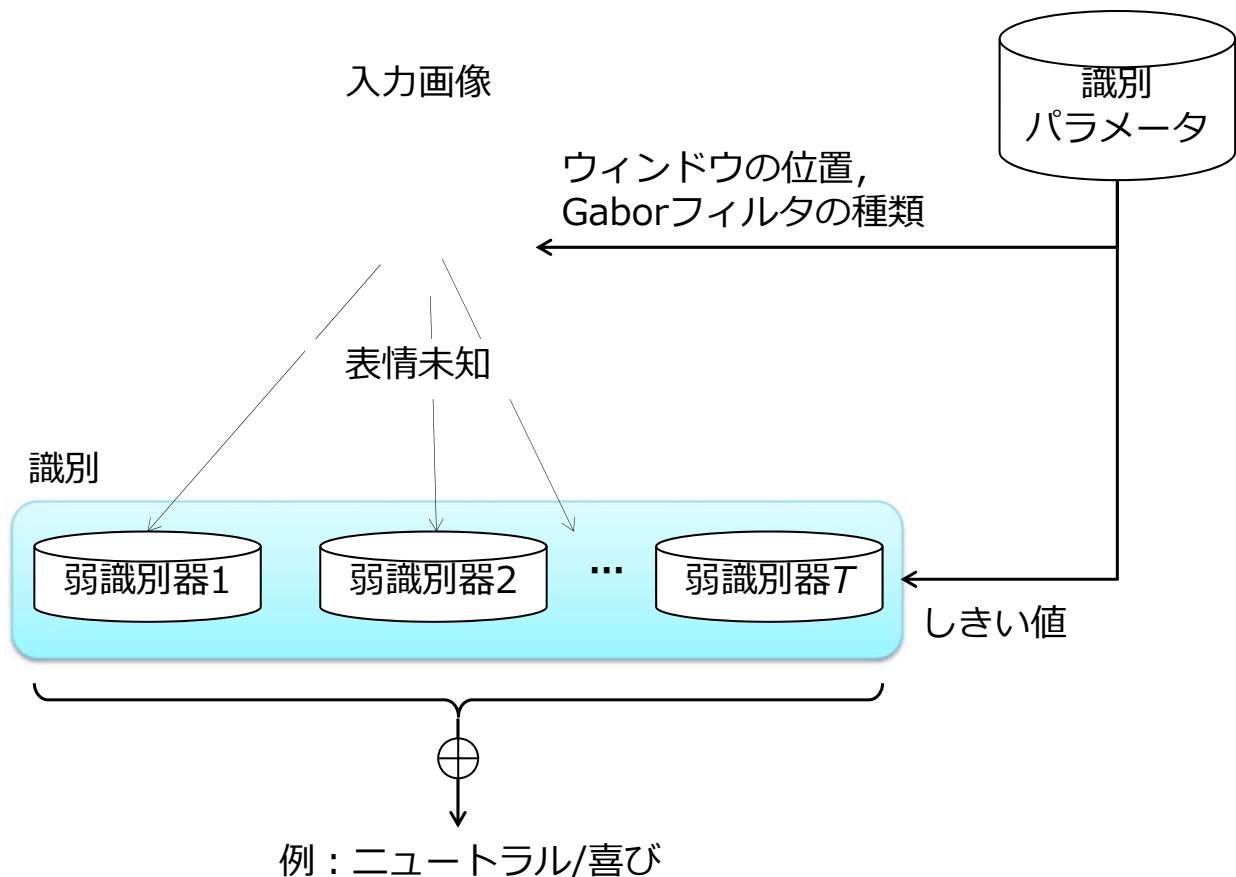 入力画像
識別
パラメータ
ウィンドウの位置,
Gaborフィルタの種類
表情未知
識別
弱識別器1
弱識別器2
…
弱識別器T
しきい値
例：ニュートラル/喜び